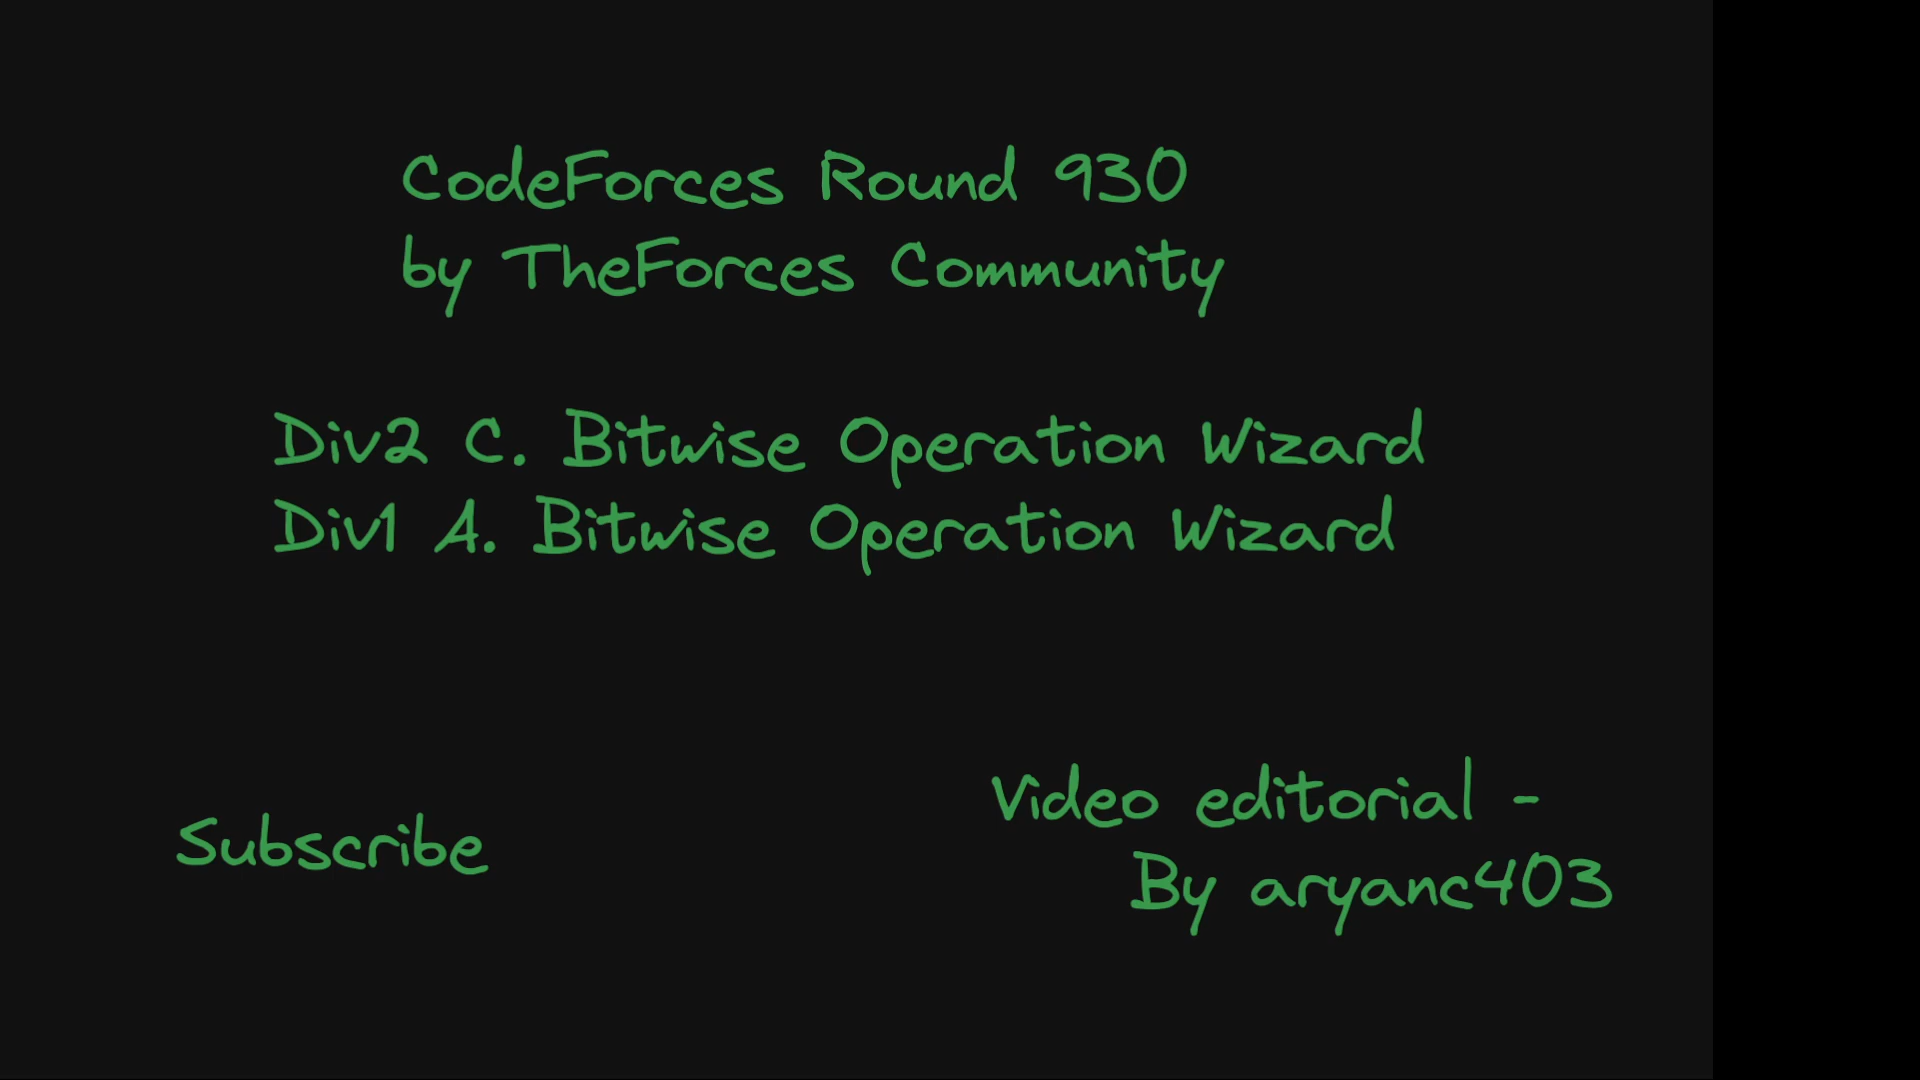 CodeForces Round 930
by TheForces Community
Div2 C. Bitwise Operation Wizard
Div1 A. Bitwise Operation Wizard
Subscribe
Video editorial -
By aryanc403